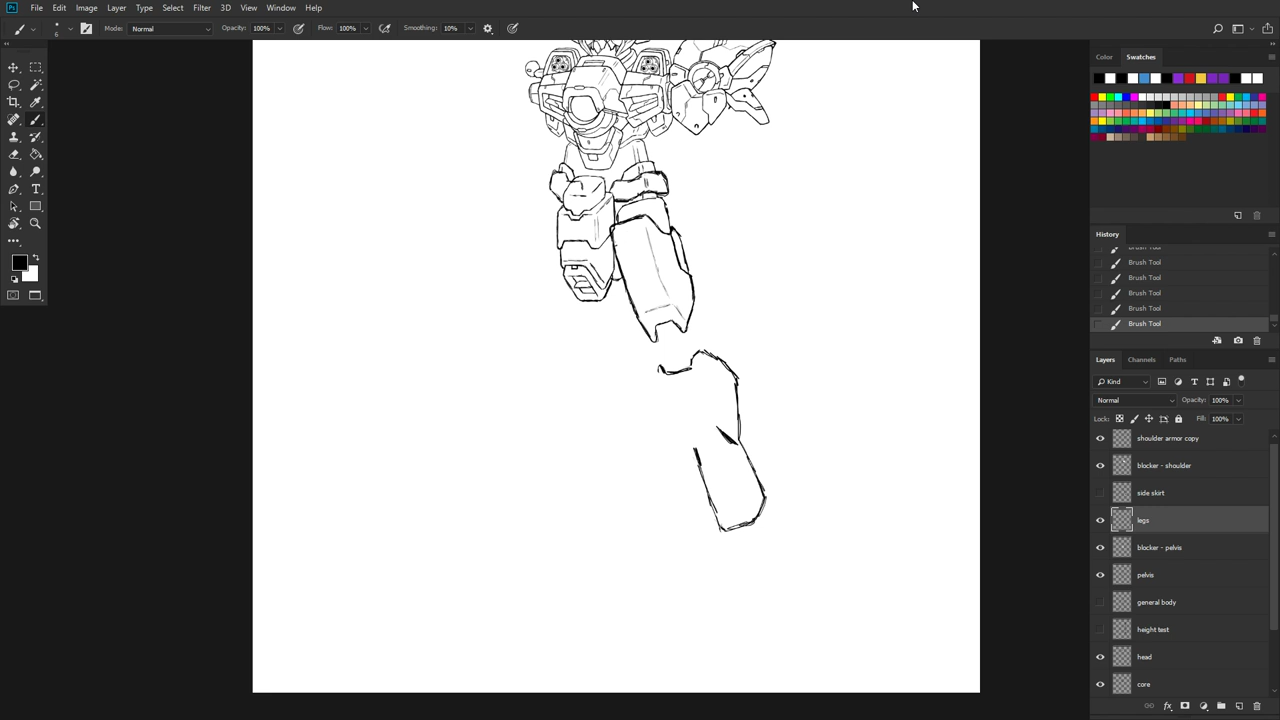 Ps File Edit Image Layer Type Select Filter 3D View Window Help
6 Mode: Normal Opacity: 100% Flow: 100% Smoothing: 10%
Color Swatches
History
Brush Tool
Brush Tool
Brush Tool
Brush Tool
Brush Tool
Brush Tool
Layers Channels Paths
Kind
Normal Opacity: 100%
Lock: Fill: 100%
shoulder armor copy
blocker - shoulder
side skirt
legs
blocker - pelvis
pelvis
general body
height test
head
core